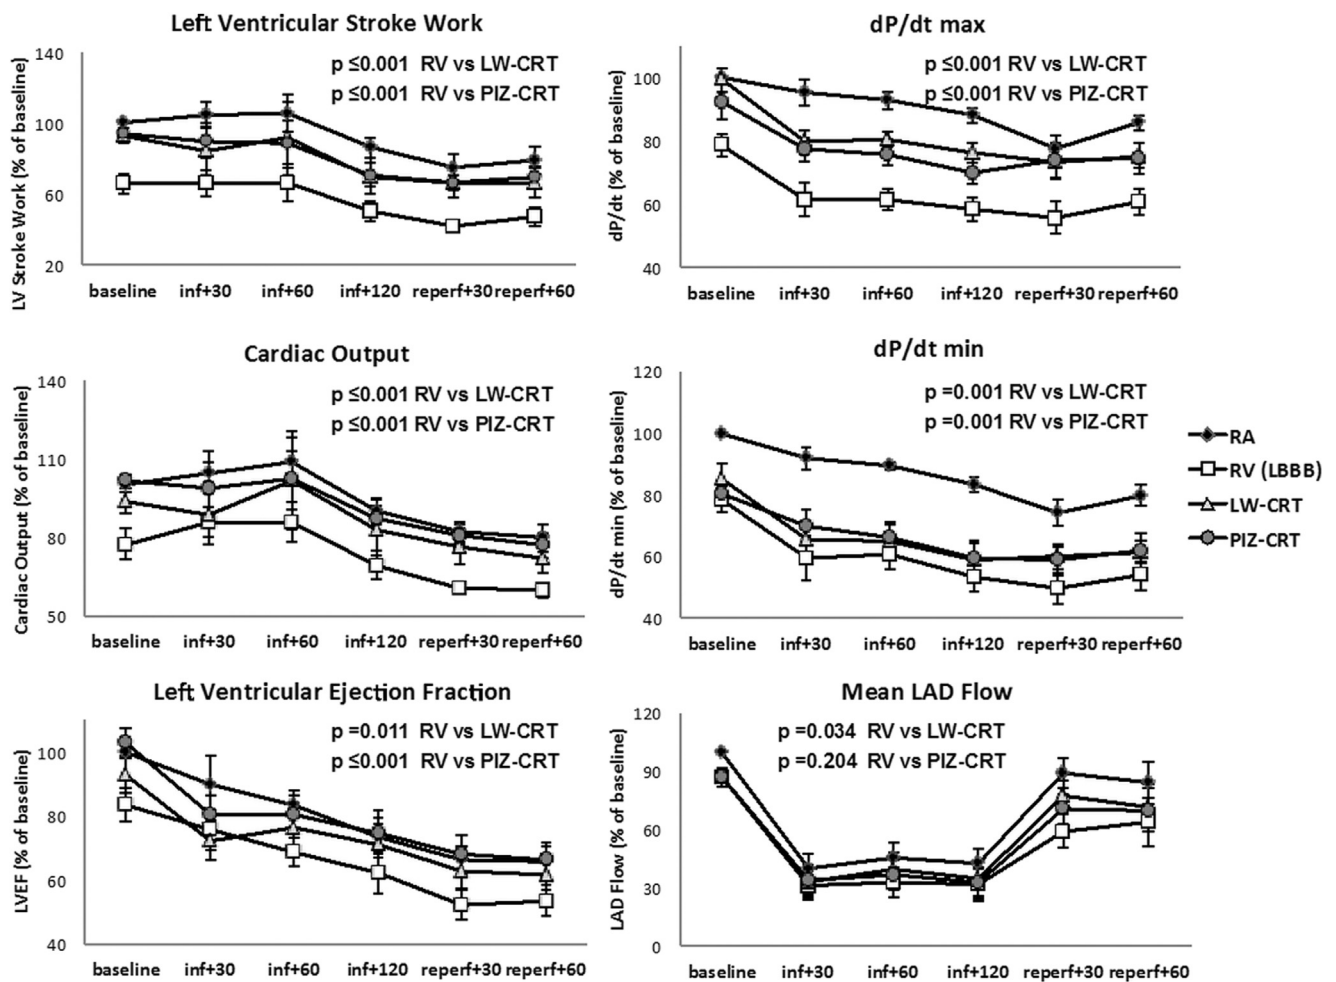 Left Ventricular Stroke Work
p ≤0.001 RV vs LW-CRT
p ≤0.001 RV vs PIZ-CRT
LV Stroke Work (% of baseline)
140
100
60
20
baseline inf+30 inf+60 inf+120 reperf+30 reperf+60
dP/dt max
p ≤0.001 RV vs LW-CRT
p ≤0.001 RV vs PIZ-CRT
dP/dt (% of baseline)
100
80
60
40
baseline inf+30 inf+60 inf+120 reperf+30 reperf+60
Cardiac Output
p ≤0.001 RV vs LW-CRT
p ≤0.001 RV vs PIZ-CRT
Cardiac Output (% of baseline)
140
110
80
50
baseline inf+30 inf+60 inf+120 reperf+30 reperf+60
dP/dt min
p =0.001 RV vs LW-CRT
p =0.001 RV vs PIZ-CRT
dP/dt min (% of baseline)
120
100
80
60
40
baseline inf+30 inf+60 inf+120 reperf+30 reperf+60
RA
RV (LBBB)
LW-CRT
PIZ-CRT
Left Ventricular Ejection Fraction
p =0.011 RV vs LW-CRT
p ≤0.001 RV vs PIZ-CRT
LVEF (% of baseline)
100
80
60
40
baseline inf+30 inf+60 inf+120 reperf+30 reperf+60
Mean LAD Flow
p =0.034 RV vs LW-CRT
p =0.204 RV vs PIZ-CRT
LAD Flow (% of baseline)
120
90
60
30
0
baseline inf+30 inf+60 inf+120 reperf+30 reperf+60